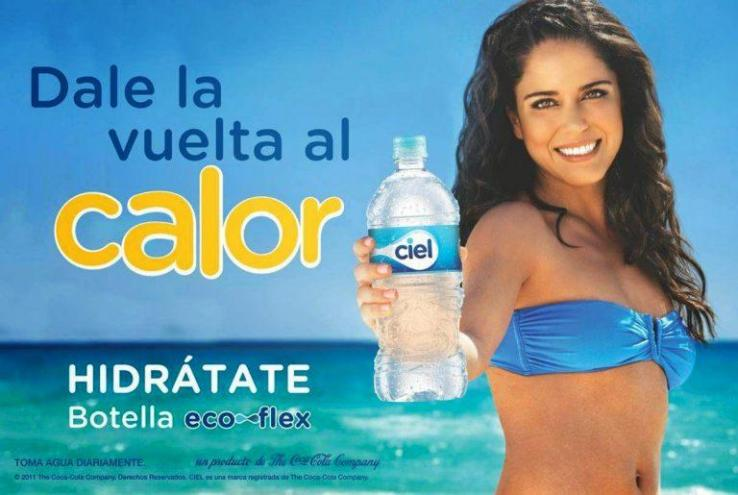 Dale la
vuelta al
calor
ciel
HIDRÁTATE
Botella eco-flex
TOMA AGUA DIARIAMENTE.
un producto de The Coca-Cola Company
© 2011 The Coca-Cola Company. Derechos Reservados. CIEL es una marca registrada de The Coca-Cola Company.